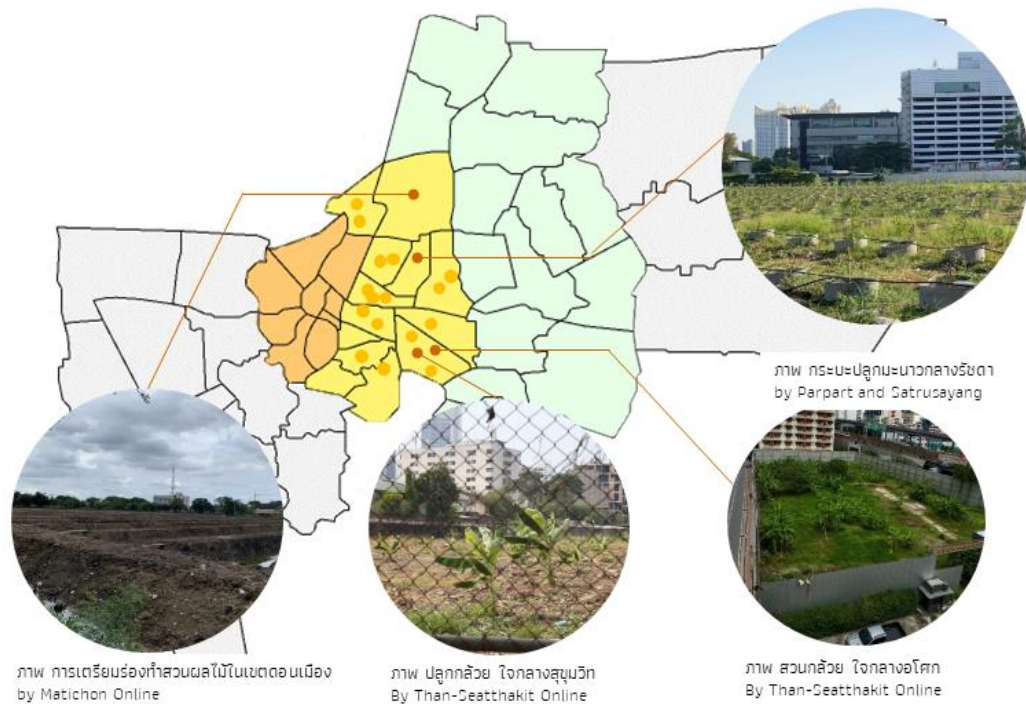 ภาพ กระบะปลูกมะนาวกลางรัชดา
by Parpart and Satrusayang
ภาพ การเตรียมร่องทำสวนผลไม้ในเขตดอนเมือง
by Matichon Online
ภาพ ปลูกกล้วย ใจกลางสุขุมวิท
By Than-Seatthakit Online
ภาพ สวนกล้วย ใจกลางอโศก
By Than-Seatthakit Online